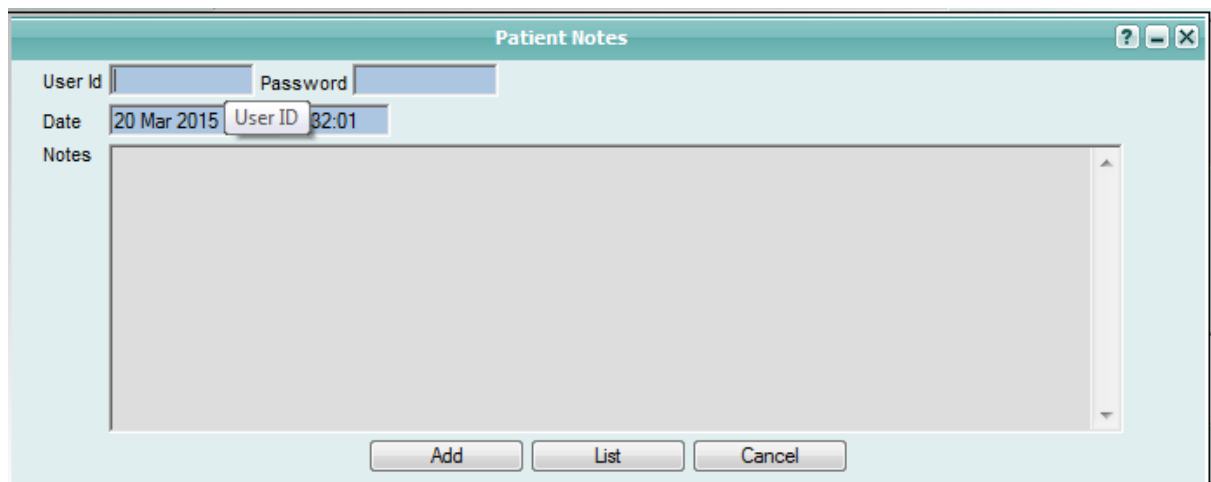 Patient Notes ?
User Id Password
Date 20 Mar 2015 User ID 32:01
Notes
Add List Cancel